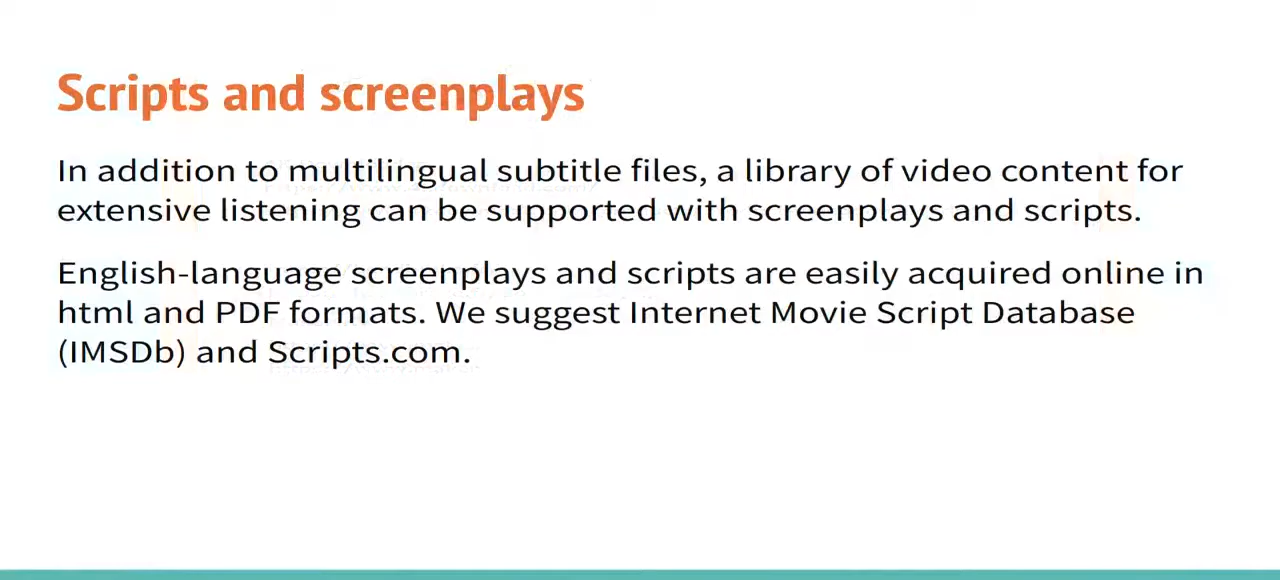 Scripts and screenplays
In addition to multilingual subtitle files, a library of video content for
extensive listening can be supported with screenplays and scripts.
English-language screenplays and scripts are easily acquired online in
html and PDF formats. We suggest Internet Movie Script Database
(IMSDb) and Scripts.com.